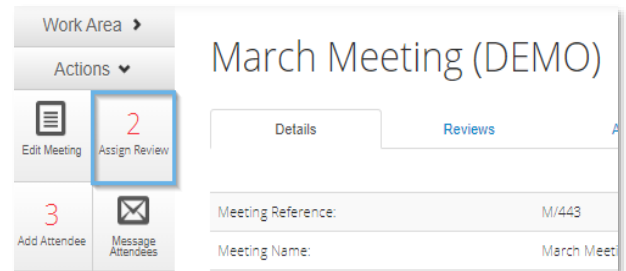 Work Area
Actions
Edit Meeting
2
Assign Review
3
Add Attendee
Message
Attendees
March Meeting (DEMO)
Details
Reviews
A
Meeting Reference:
M/443
Meeting Name:
March Meeti